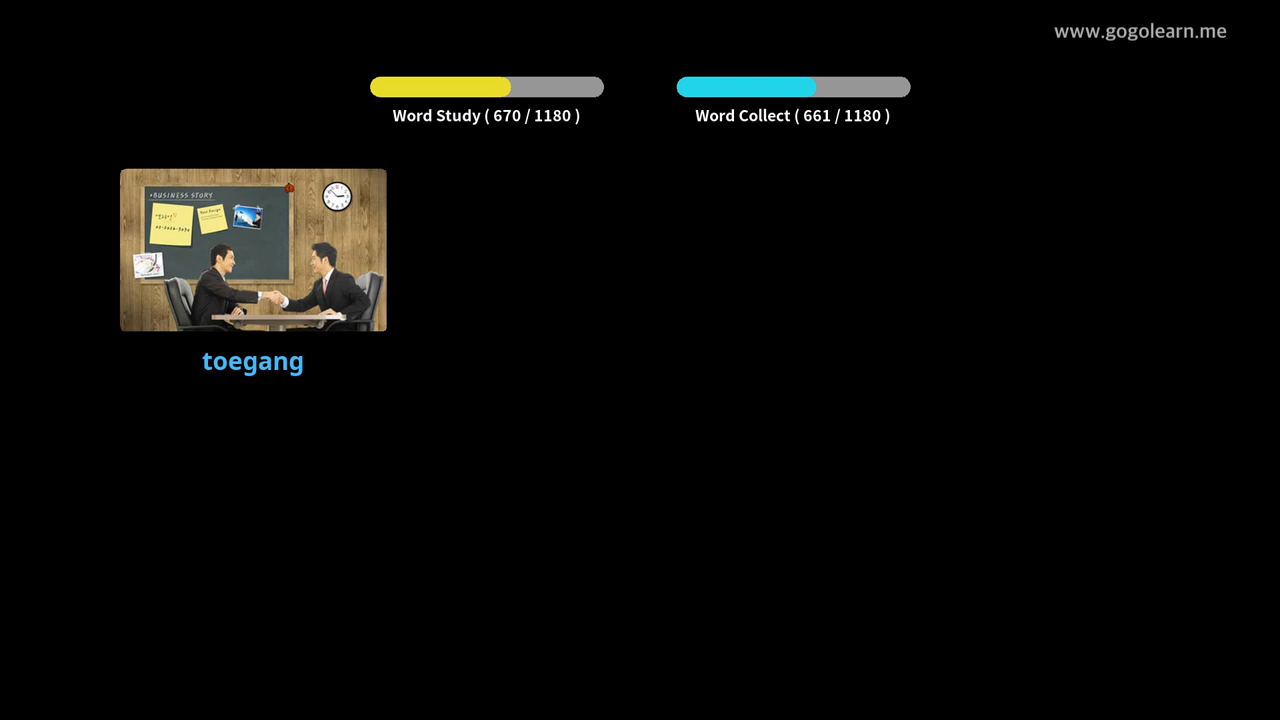 www.gogolearn.me
Word Study ( 670 / 1180 )
Word Collect ( 661 / 1180 )
•BUSINESS STORY
toegang